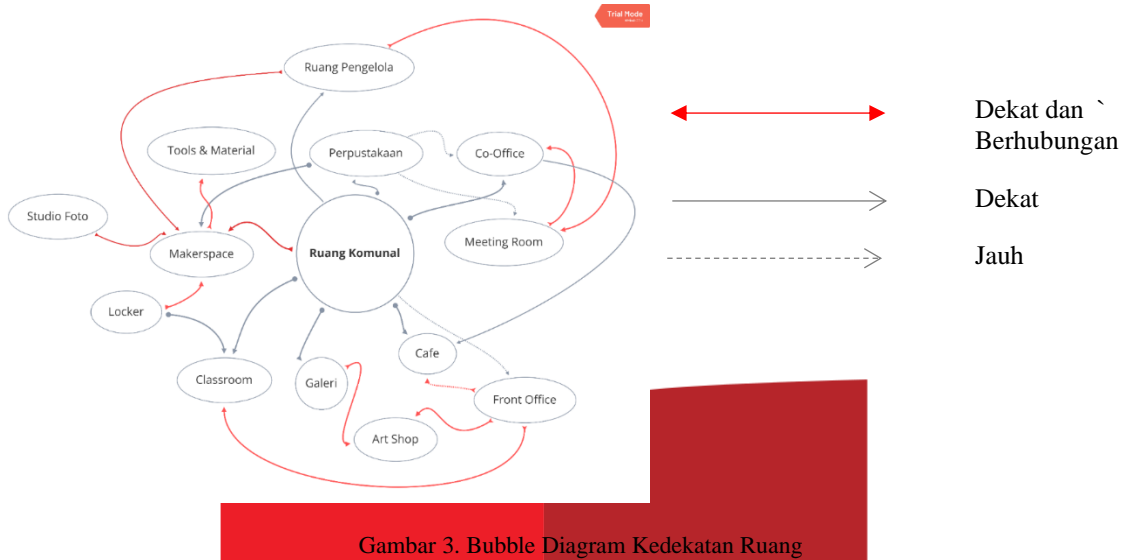 Trial Mode
Ruang Pengelola
Tools & Material
Perpustakaan
Co-Office
Studio Foto
Makerspace
Ruang Komunal
Meeting Room
Locker
Cafe
Classroom
Galeri
Front Office
Art Shop
Dekat dan `
Berhubungan
Dekat
Jauh
Gambar 3. Bubble Diagram Kedekatan Ruang